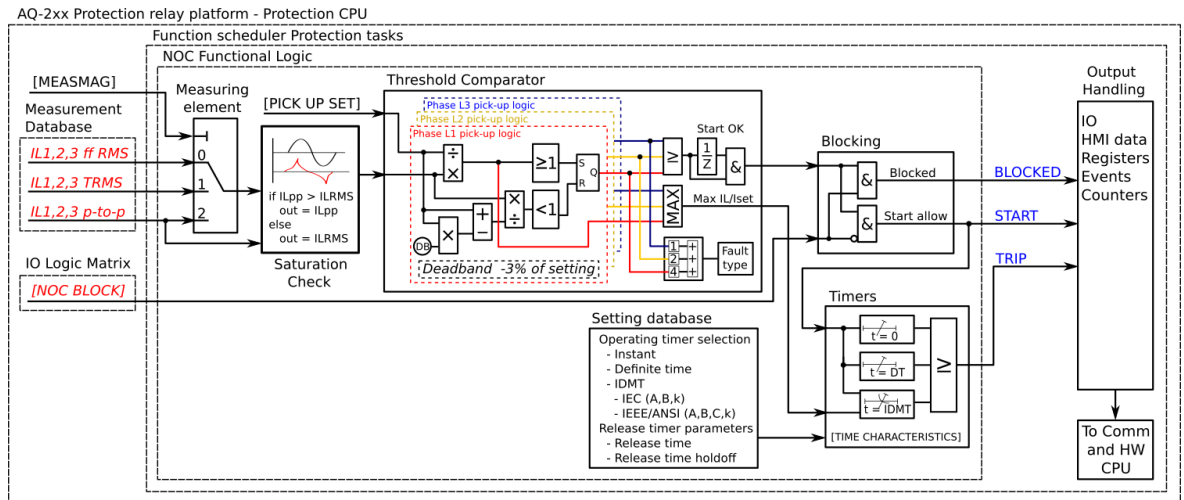 AQ-2xx Protection relay platform - Protection CPU
Function scheduler Protection tasks
NOC Functional Logic
[MEASMAG]
Measurement
Database
IL1,2,3 ff RMS
IL1,2,3 TRMS
IL1,2,3 p-to-p
IO Logic Matrix
[NOC BLOCK]
Measuring
element
0
1
2
[PICK UP SET]
if ILpp > ILRMS
out = ILpp
else
out = ILRMS
Saturation
Check
Threshold Comparator
Phase L3 pick-up logic
Phase L2 pick-up logic
Phase L1 pick-up logic
÷
×
≥1
S
Q
R
×
÷
<1
+
−
×
DB
Deadband -3% of setting
≥
Start OK
1
Z
&
MAX
Max IL/Iset
1 +
2 +
4 +
Fault
type
Blocking
&
Blocked
&
Start allow
BLOCKED
START
TRIP
Timers
t = 0
t = DT
t = IDMT
≥
[TIME CHARACTERISTICS]
Setting database
Operating timer selection
- Instant
- Definite time
- IDMT
- IEC (A,B,k)
- IEEE/ANSI (A,B,C,k)
Release timer parameters
- Release time
- Release time holdoff
Output
Handling
IO
HMI data
Registers
Events
Counters
To Comm
and HW
CPU